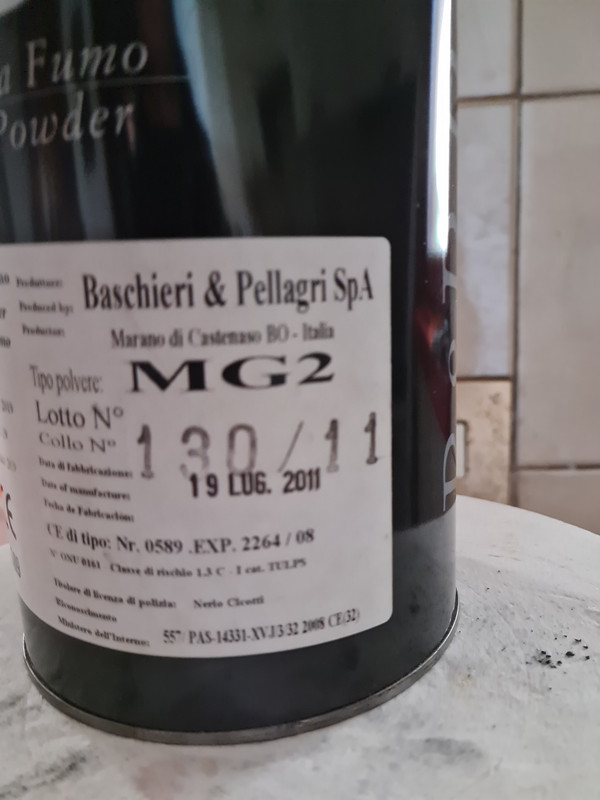 a Fumo
Powder
Produttore:
Produced by:
Productor:
Baschieri & Pellagri SpA
Marano di Castenaso BO - Italia
Tipo polvere: MG2
Lotto N°
Collo N°
130/11
Data di fabbricazione:
Date of manufacture:
Fecha de Fabricacion:
19 LUG. 2011
CE di tipo: Nr. 0589 .EXP. 2264 / 08
N° ONU 0161 Classe di rischio 1.3 C - I cat. TULPS
Titolare di licenza di polizia: Nerio Cicotti
Riconoscimento
Ministero dell'Interno: 557/ PAS-14331-XVJ/3/32 2008 CE(32)